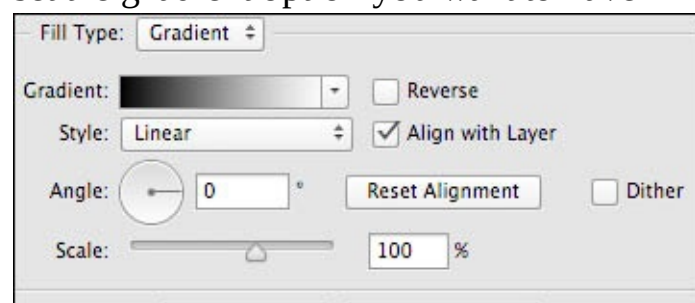 Fill Type: Gradient
Gradient: Reverse
Style: Linear Align with Layer
Angle: 0 ° Reset Alignment Dither
Scale: 100 %